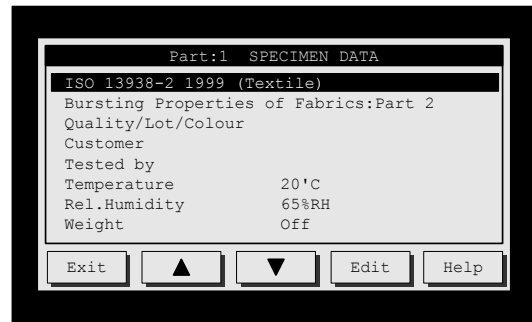 Part:1 SPECIMEN DATA
ISO 13938-2 1999 (Textile)
Bursting Properties of Fabrics:Part 2
Quality/Lot/Colour
Customer
Tested by
Temperature 20'C
Rel.Humidity 65%RH
Weight Off
Exit ▲ ▼ Edit Help